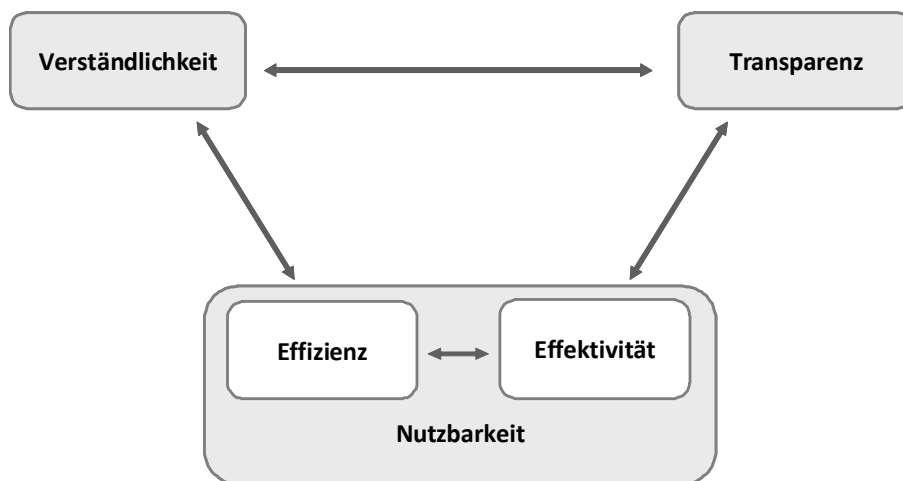 Verständlichkeit
Transparenz
Effizienz
Effektivität
Nutzbarkeit